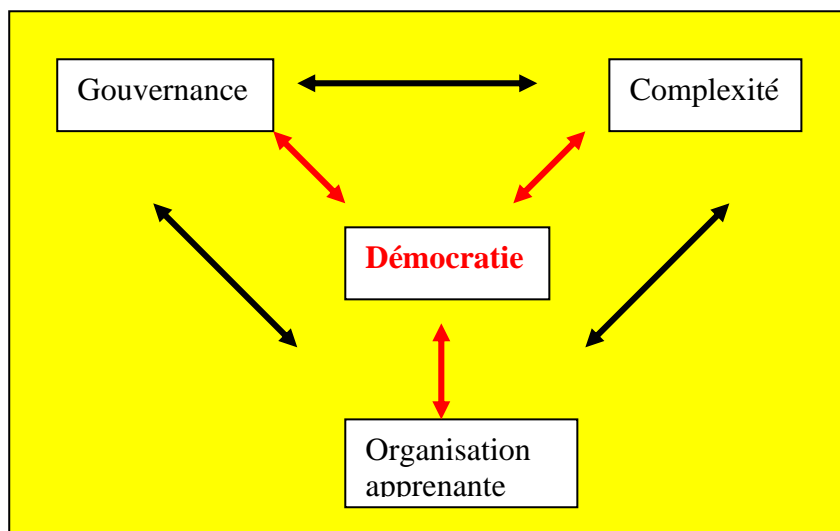 Gouvernance
Complexité
Démocratie
Organisation
apprenante